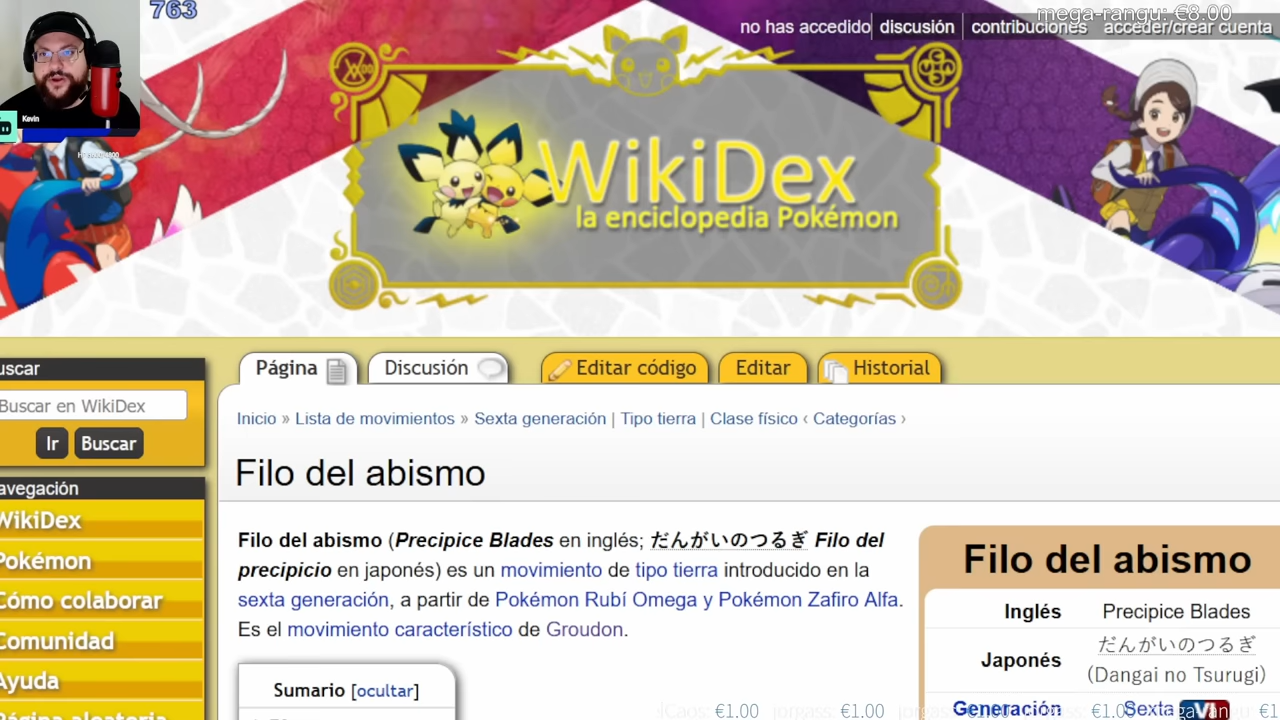 763
mega-rangu: €8.00
no has accedido discusión contribuciones acceder/crear cuenta
Kevin
WikiDex
la enciclopedia Pokémon
uscar
Página Discusión Editar código Editar Historial
Buscar en WikiDex
Ir Buscar
Inicio » Lista de movimientos » Sexta generación | Tipo tierra | Clase físico ‹ Categorías ›
Filo del abismo
avegación
WikiDex
Pokémon
Cómo colaborar
Comunidad
Ayuda
Página aleatoria
Filo del abismo (Precipice Blades en inglés; だんがいのつるぎ Filo del
precipicio en japonés) es un movimiento de tipo tierra introducido en la
sexta generación, a partir de Pokémon Rubí Omega y Pokémon Zafiro Alfa.
Es el movimiento característico de Groudon.
Sumario [ocultar]
Filo del abismo
Inglés Precipice Blades
Japonés だんがいのつるぎ
(Dangai no Tsurugi)
Generación Sexta VI
Caos: €1.00 jorgass: €1.00